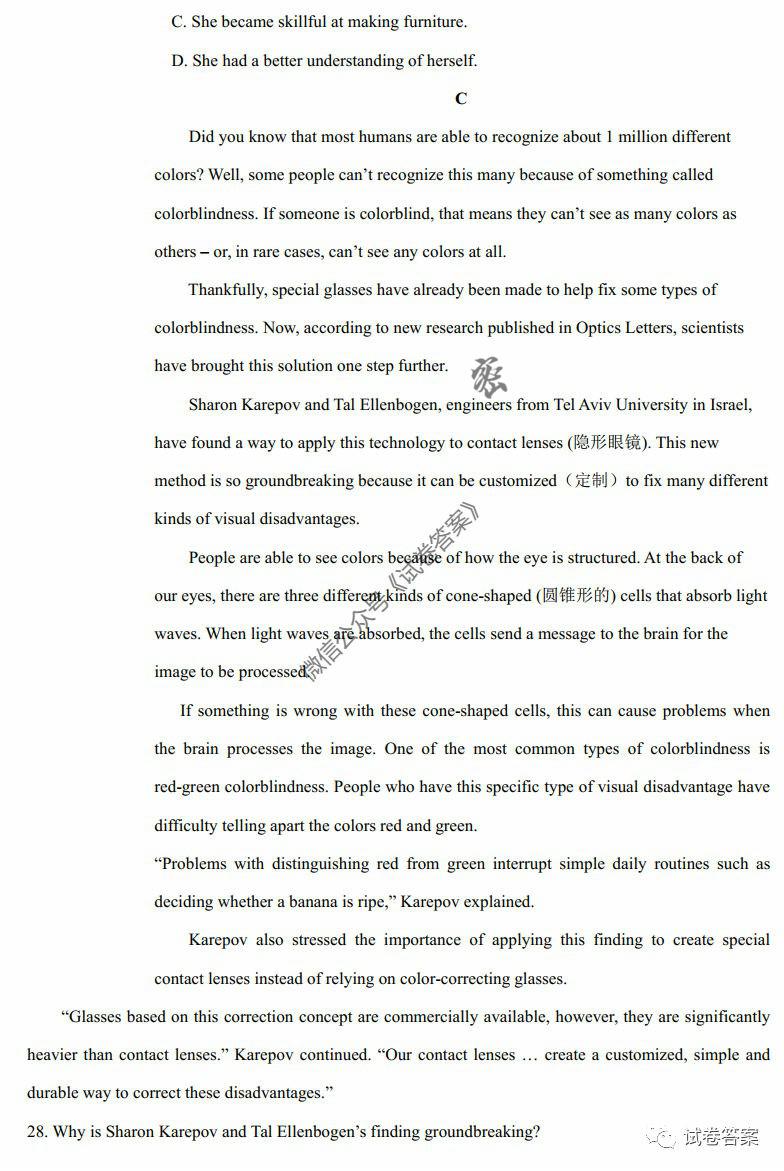 C. She became skillful at making furniture.
D. She had a better understanding of herself.
C
Did you know that most humans are able to recognize about 1 million different
colors? Well, some people can’t recognize this many because of something called
colorblindness. If someone is colorblind, that means they can’t see as many colors as
others – or, in rare cases, can’t see any colors at all.
Thankfully, special glasses have already been made to help fix some types of
colorblindness. Now, according to new research published in Optics Letters, scientists
have brought this solution one step further.
Sharon Karepov and Tal Ellenbogen, engineers from Tel Aviv University in Israel,
have found a way to apply this technology to contact lenses (隐形眼镜). This new
method is so groundbreaking because it can be customized（定制）to fix many different
kinds of visual disadvantages.
People are able to see colors because of how the eye is structured. At the back of
our eyes, there are three different kinds of cone-shaped (圆锥形的) cells that absorb light
waves. When light waves are absorbed, the cells send a message to the brain for the
image to be processed.
微信公众号《试卷答案》
If something is wrong with these cone-shaped cells, this can cause problems when
the brain processes the image. One of the most common types of colorblindness is
red-green colorblindness. People who have this specific type of visual disadvantage have
difficulty telling apart the colors red and green.
“Problems with distinguishing red from green interrupt simple daily routines such as
deciding whether a banana is ripe,” Karepov explained.
Karepov also stressed the importance of applying this finding to create special
contact lenses instead of relying on color-correcting glasses.
“Glasses based on this correction concept are commercially available, however, they are significantly
heavier than contact lenses.” Karepov continued. “Our contact lenses … create a customized, simple and
durable way to correct these disadvantages.”
28. Why is Sharon Karepov and Tal Ellenbogen’s finding groundbreaking?
试卷答案